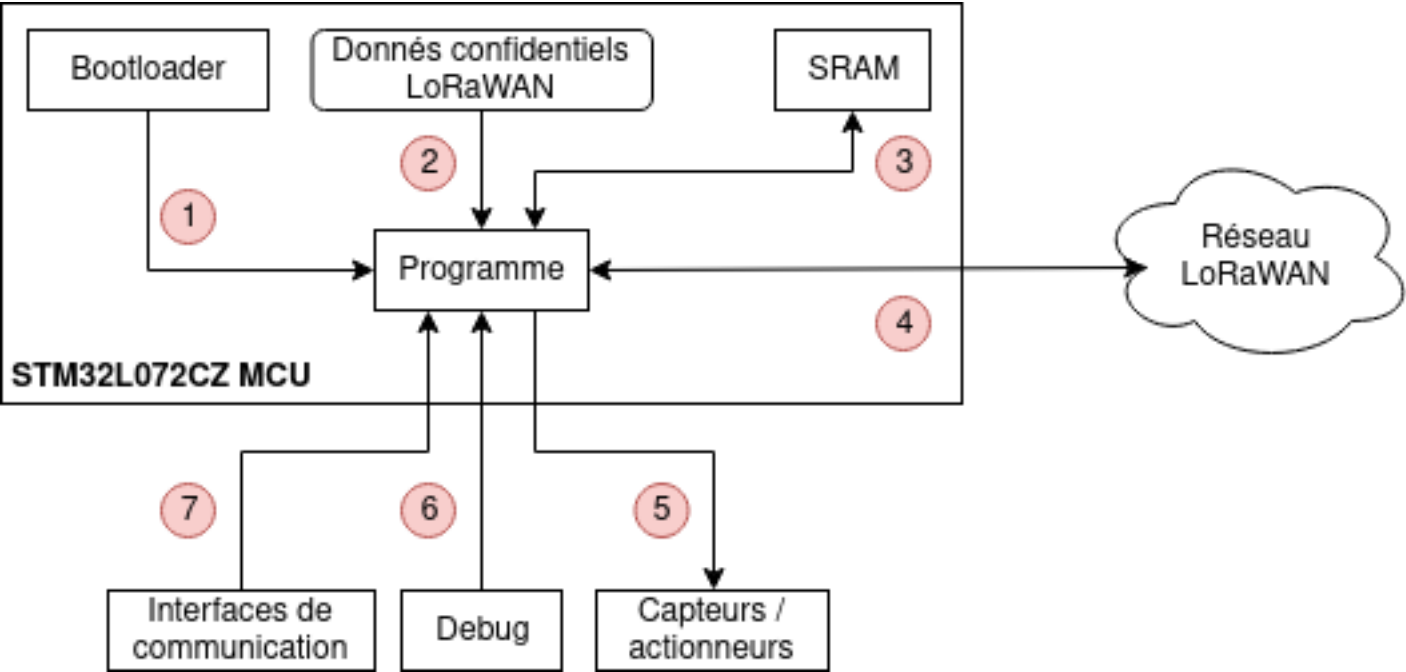 Bootloader
Donnés confidentiels
LoRaWAN
SRAM
2
3
1
Réseau
LoRaWAN
Programme
4
STM32L072CZ MCU
7
6
5
Interfaces de
communication
Debug
Capteurs /
actionneurs